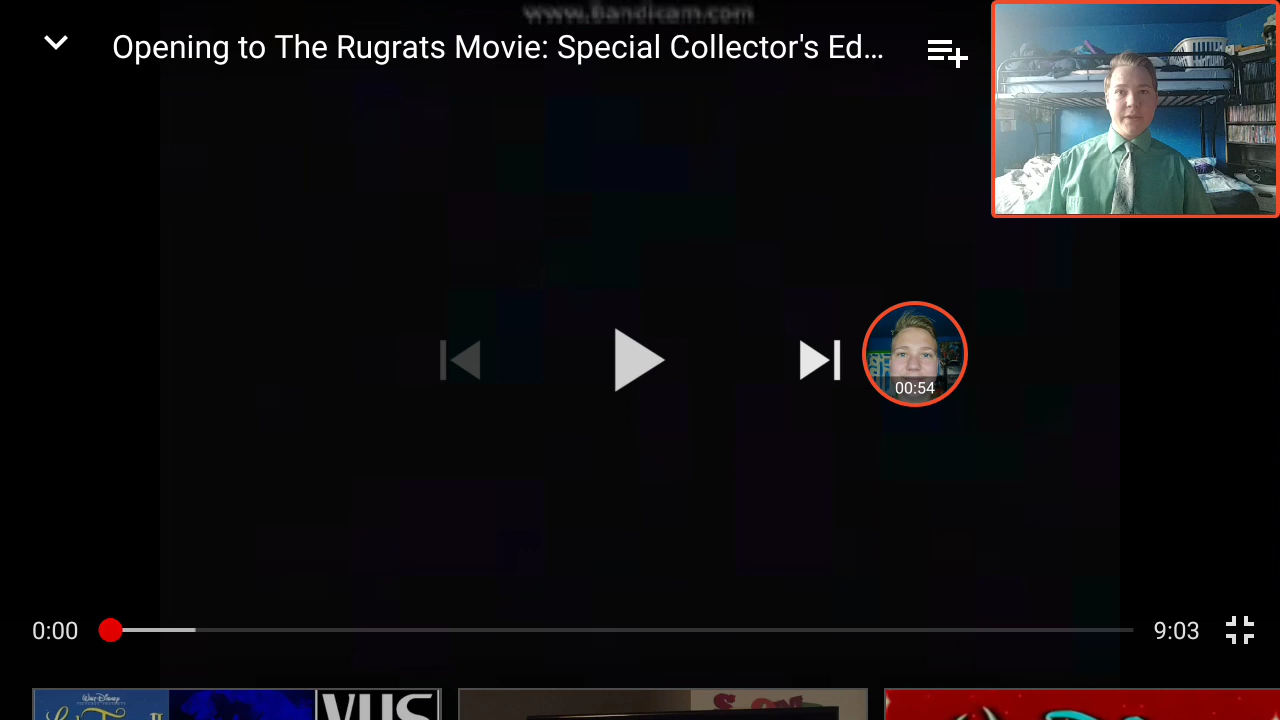 www.bandicam.com
Opening to The Rugrats Movie: Special Collector's Ed...
00:54
0:00
9:03
WALT DISNEY
VHS